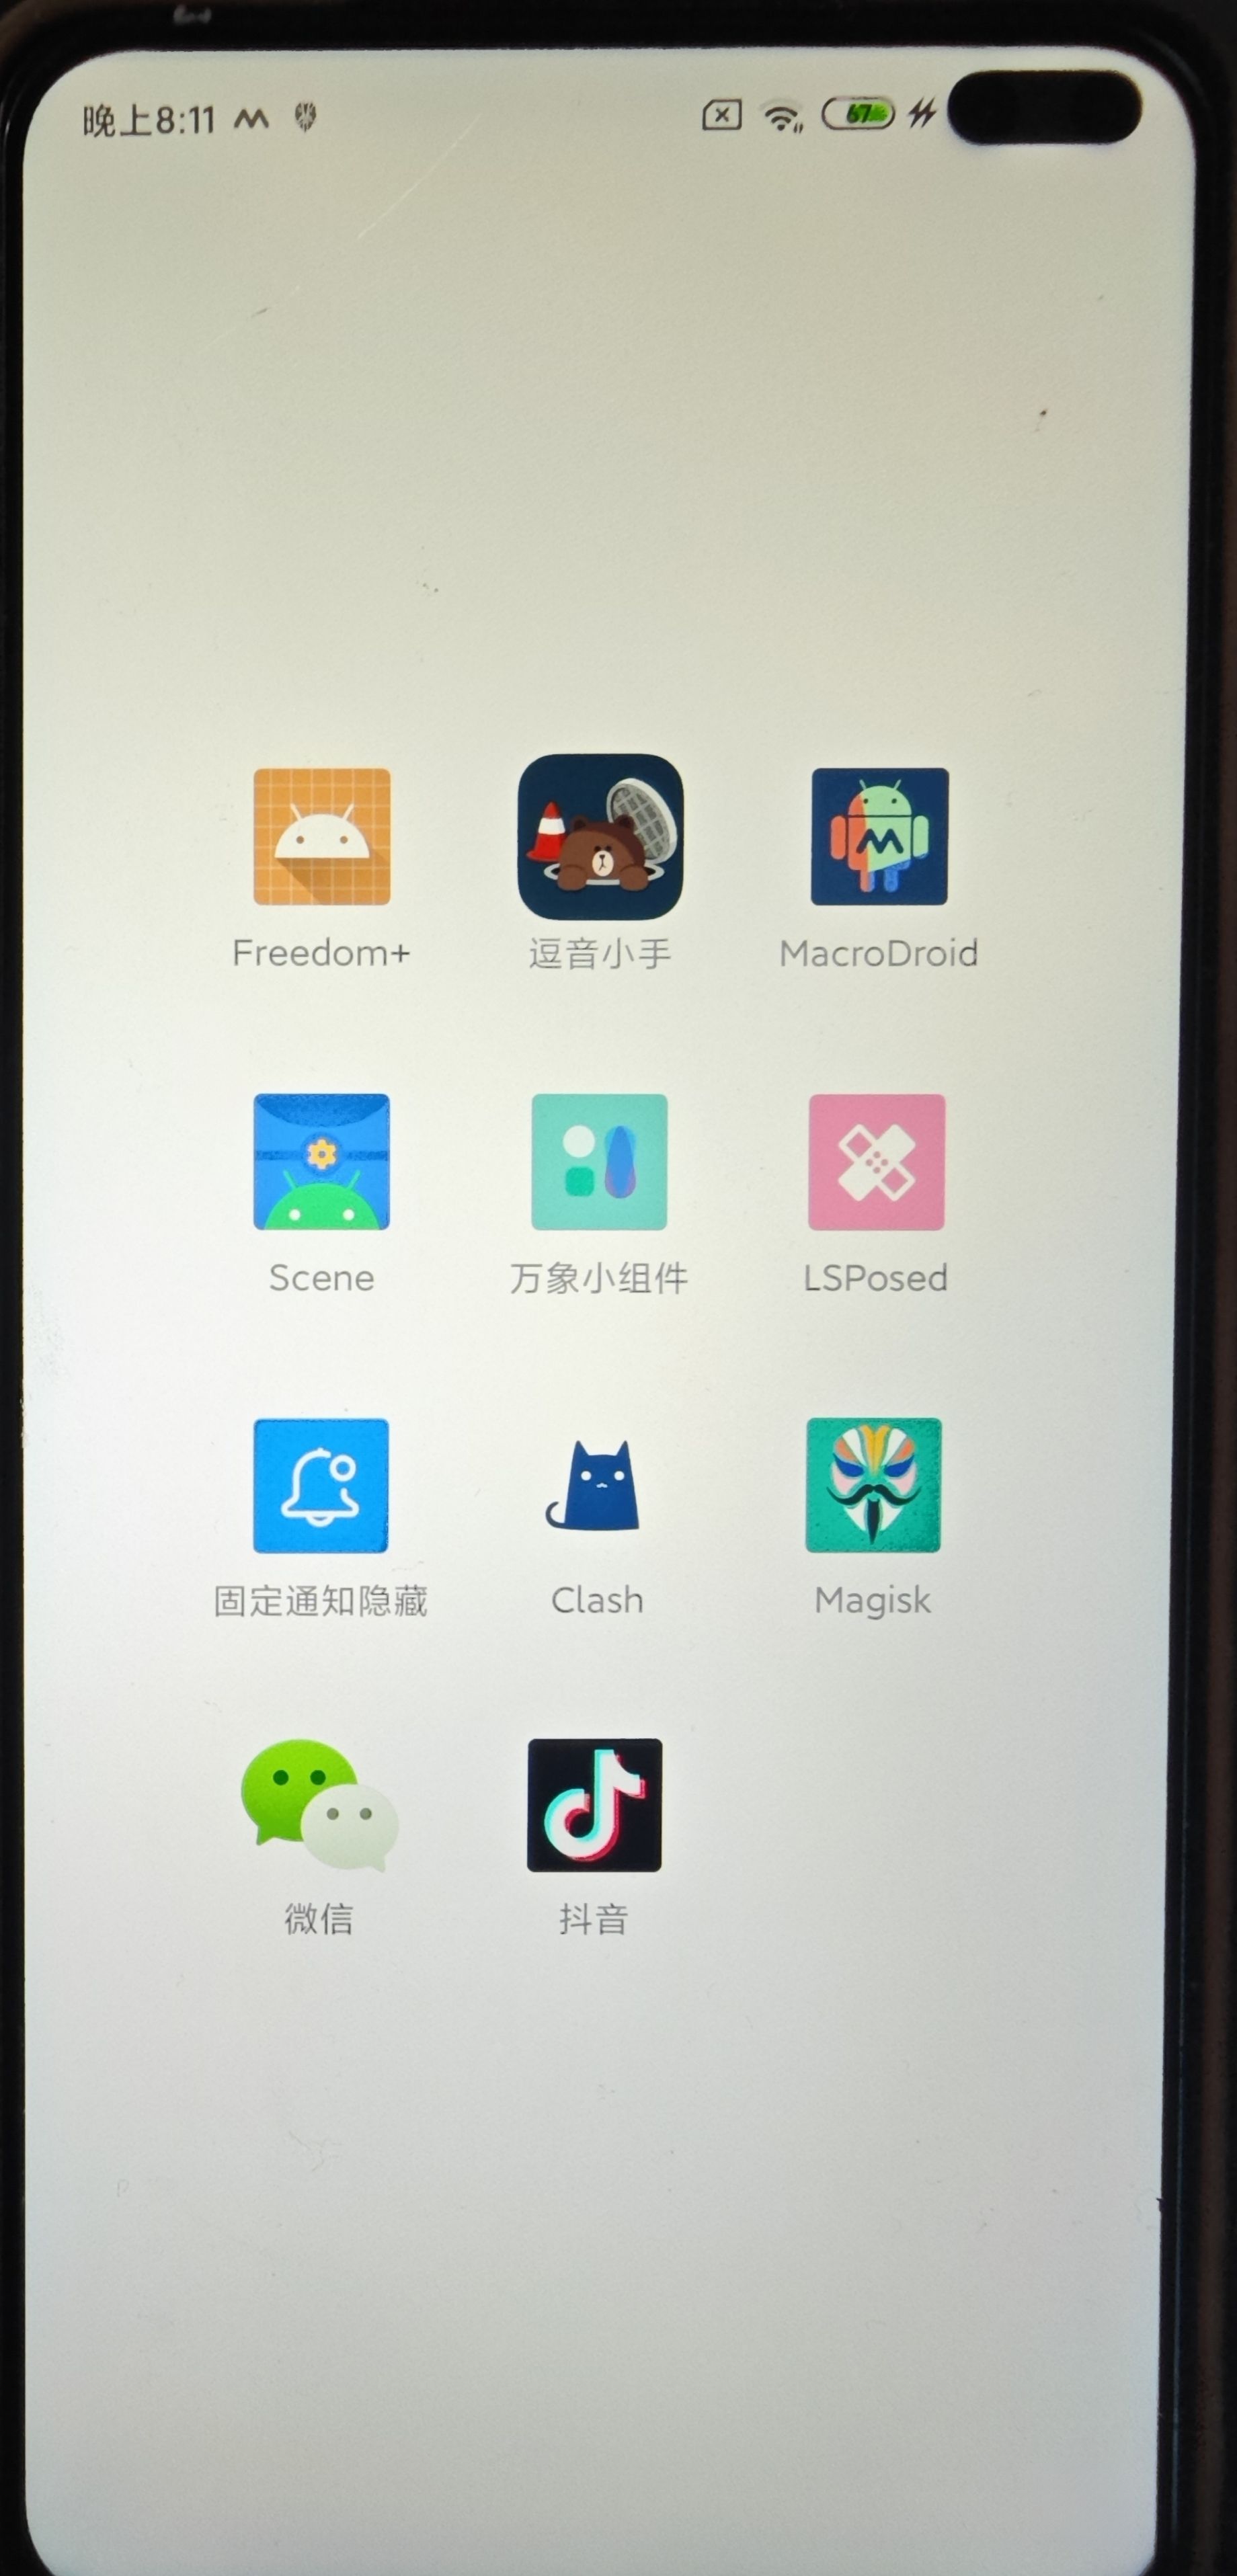 晚上8:11 67
Freedom+ 逗音小手 MacroDroid
Scene 万象小组件 LSPosed
固定通知隐藏 Clash Magisk
微信 抖音